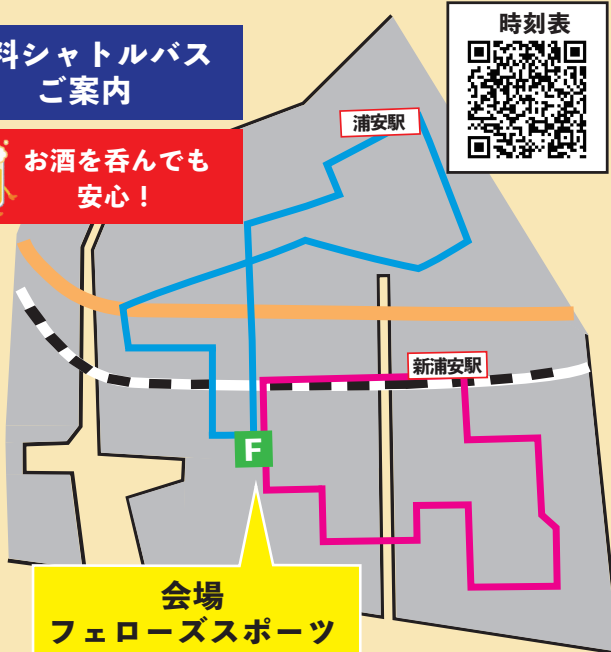 料シャトルバス
ご案内
お酒を呑んでも
安心！
時刻表
浦安駅
新浦安駅
F
会場
フェローズスポーツ